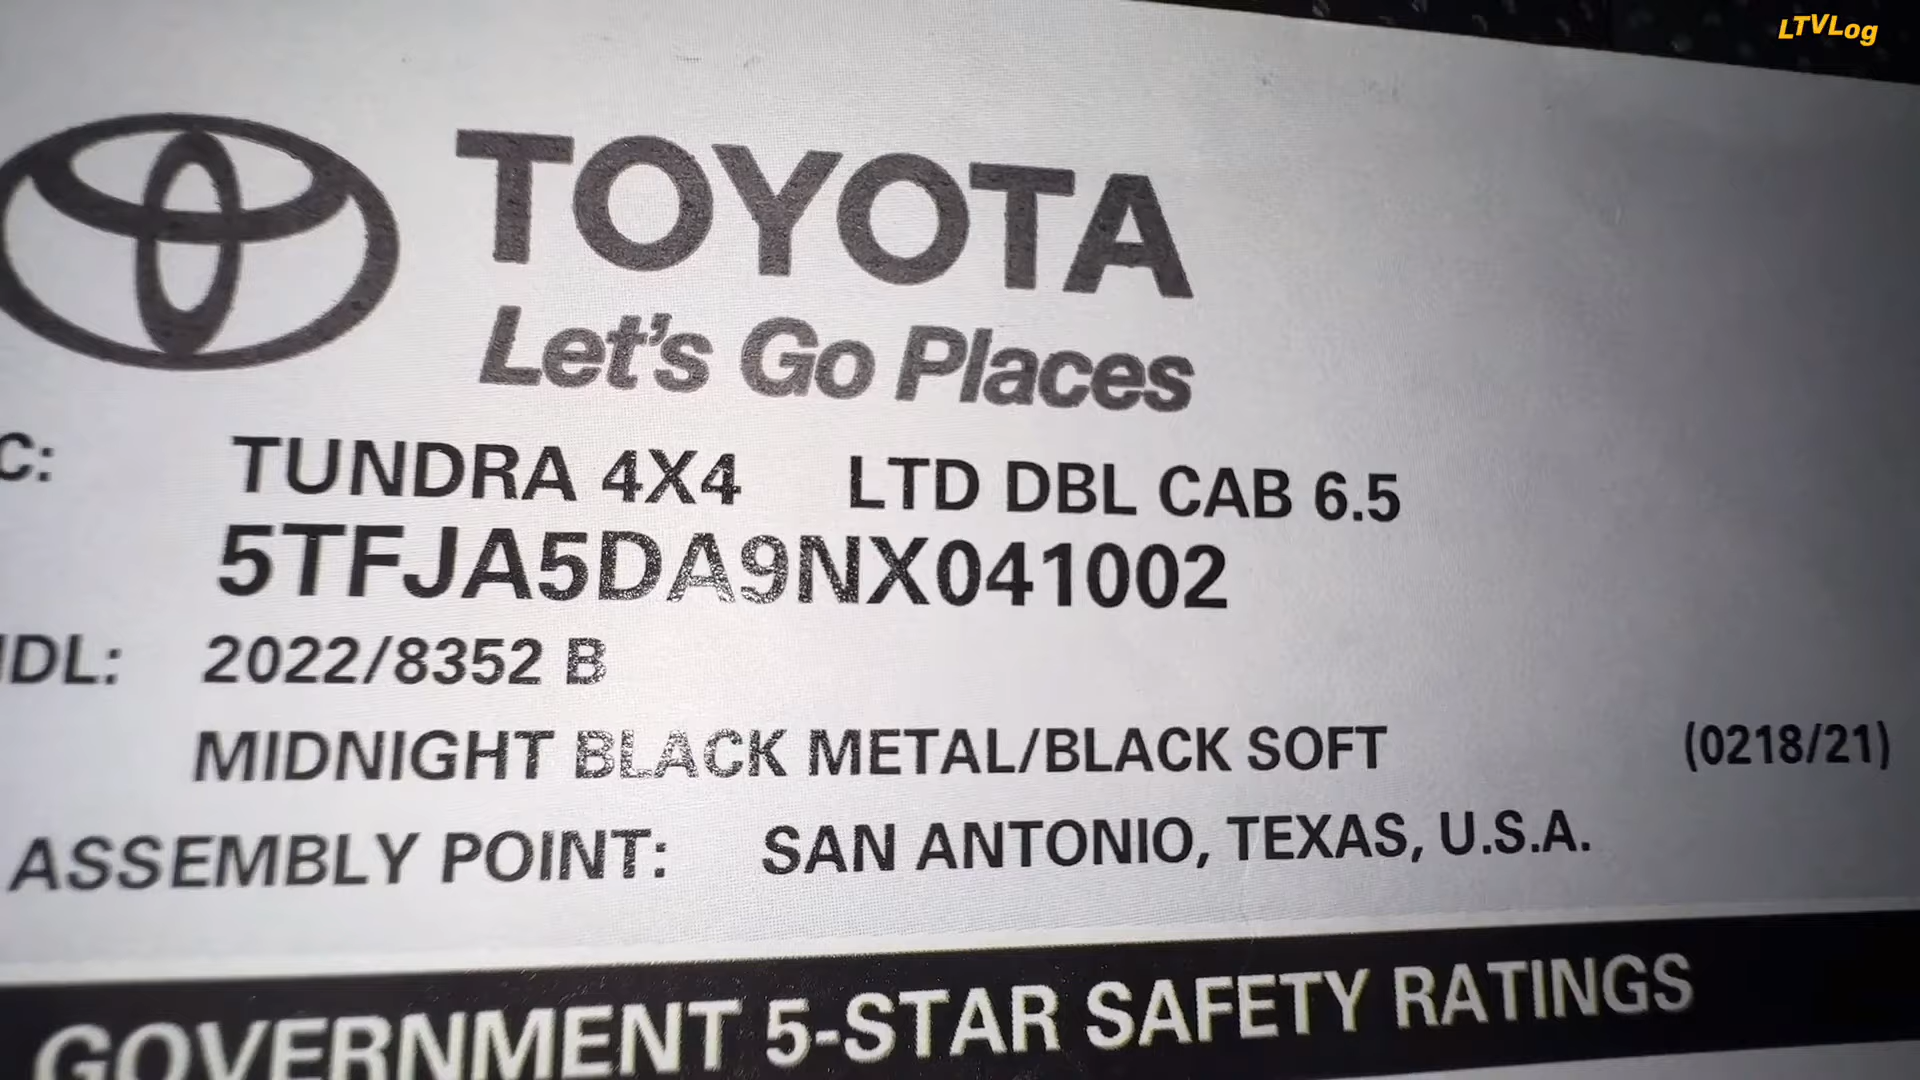 LTVLog
TOYOTA
Let's Go Places
C:
TUNDRA 4X4 LTD DBL CAB 6.5
5TFJA5DA9NX041002
MDL: 2022/8352 B
MIDNIGHT BLACK METAL/BLACK SOFT (0218/21)
ASSEMBLY POINT: SAN ANTONIO, TEXAS, U.S.A.
GOVERNMENT 5-STAR SAFETY RATINGS